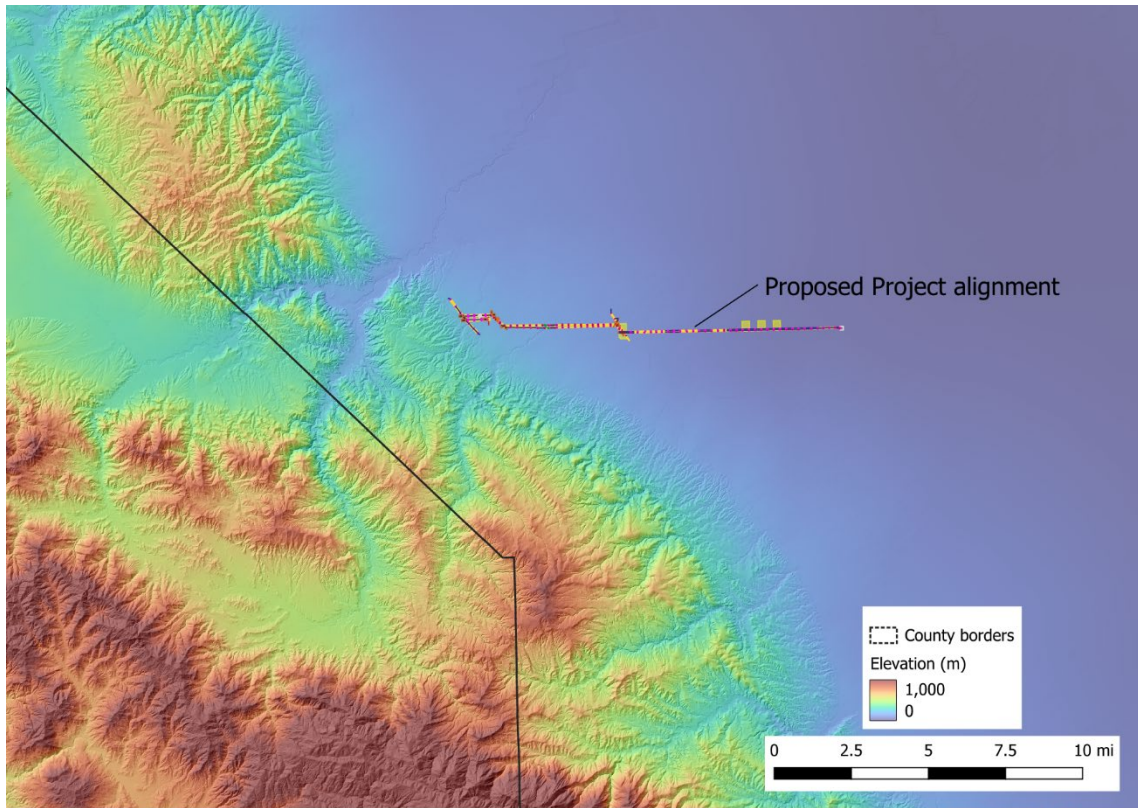 Proposed Project alignment
County borders
Elevation (m)
1,000
0
0 2.5 5 7.5 10 mi